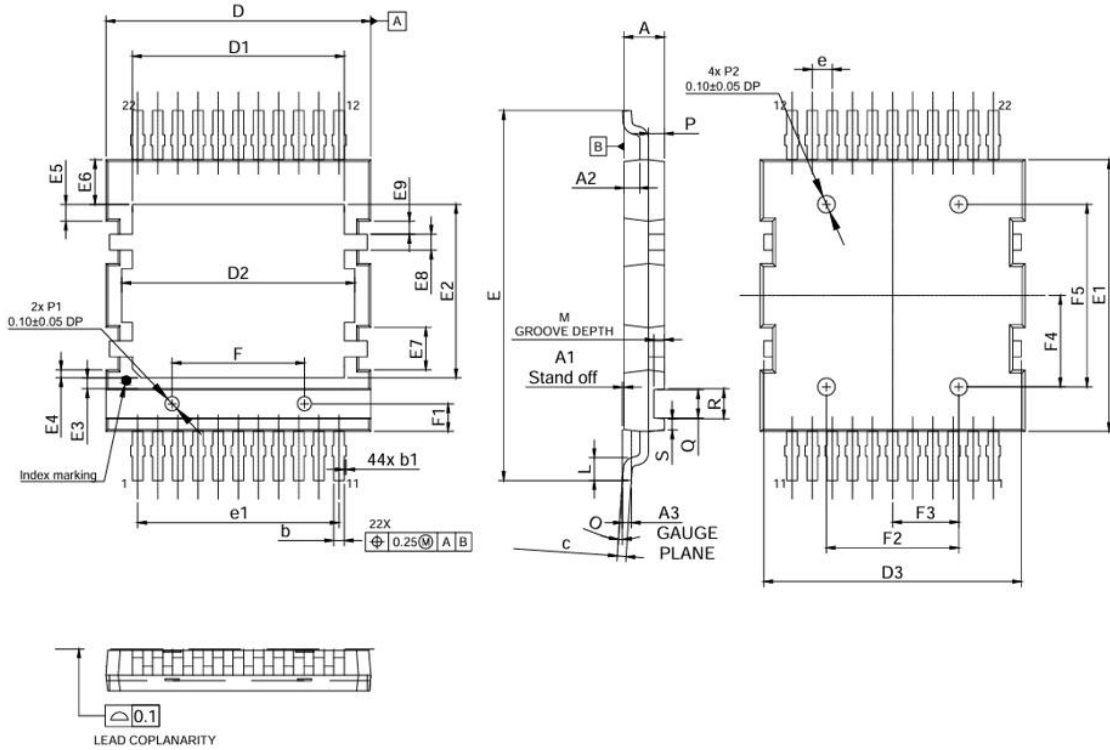 D
A
D1
22
12
E5
E6
E9
D2
E8
E2
2x P1
0.10±0.05 DP
F
E7
E4
E3
F1
Index marking
44x b1
1
11
e1
b
22X
0.25Ⓜ A B
A
P
B
A2
E
M
GROOVE DEPTH
A1
Stand off
R
Q
S
L
O
A3
GAUGE
PLANE
c
4x P2
0.10±0.05 DP
e
12
22
F5
E1
F4
11
1
F3
F2
D3
0.1
LEAD COPLANARITY